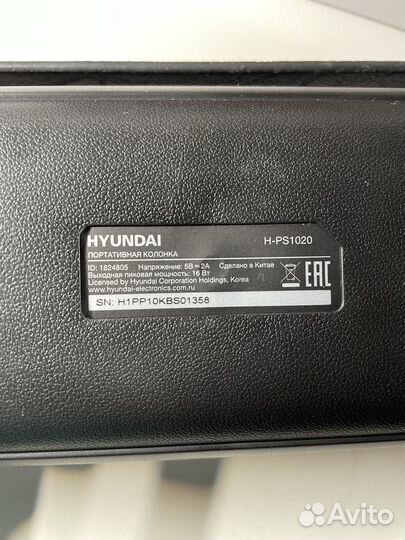 HYUNDAI H-PS1020
ПОРТАТИВНАЯ КОЛОНКА
ID: 1824805 Напряжение: 5В⎓2А Сделано в Китае
Выходная пиковая мощность: 16 Вт
Licensed by Hyundai Corporation Holdings, Korea
www.hyundai-electronics.com.ru
SN: H1PP10KBS01358
EAC
Avito